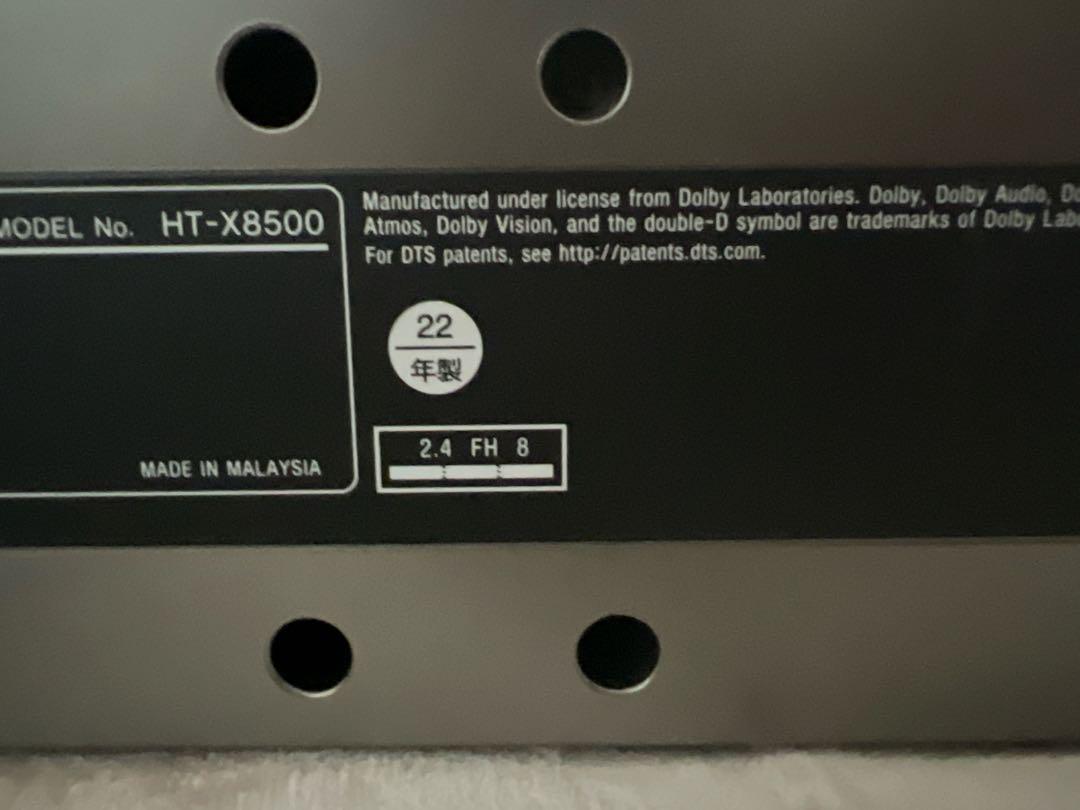 MODEL No. HT-X8500
MADE IN MALAYSIA
Manufactured under license from Dolby Laboratories. Dolby, Dolby Audio,
Atmos, Dolby Vision, and the double-D symbol are trademarks of Dolby
For DTS patents, see http://patents.dts.com.
22
年製
2.4 FH 8